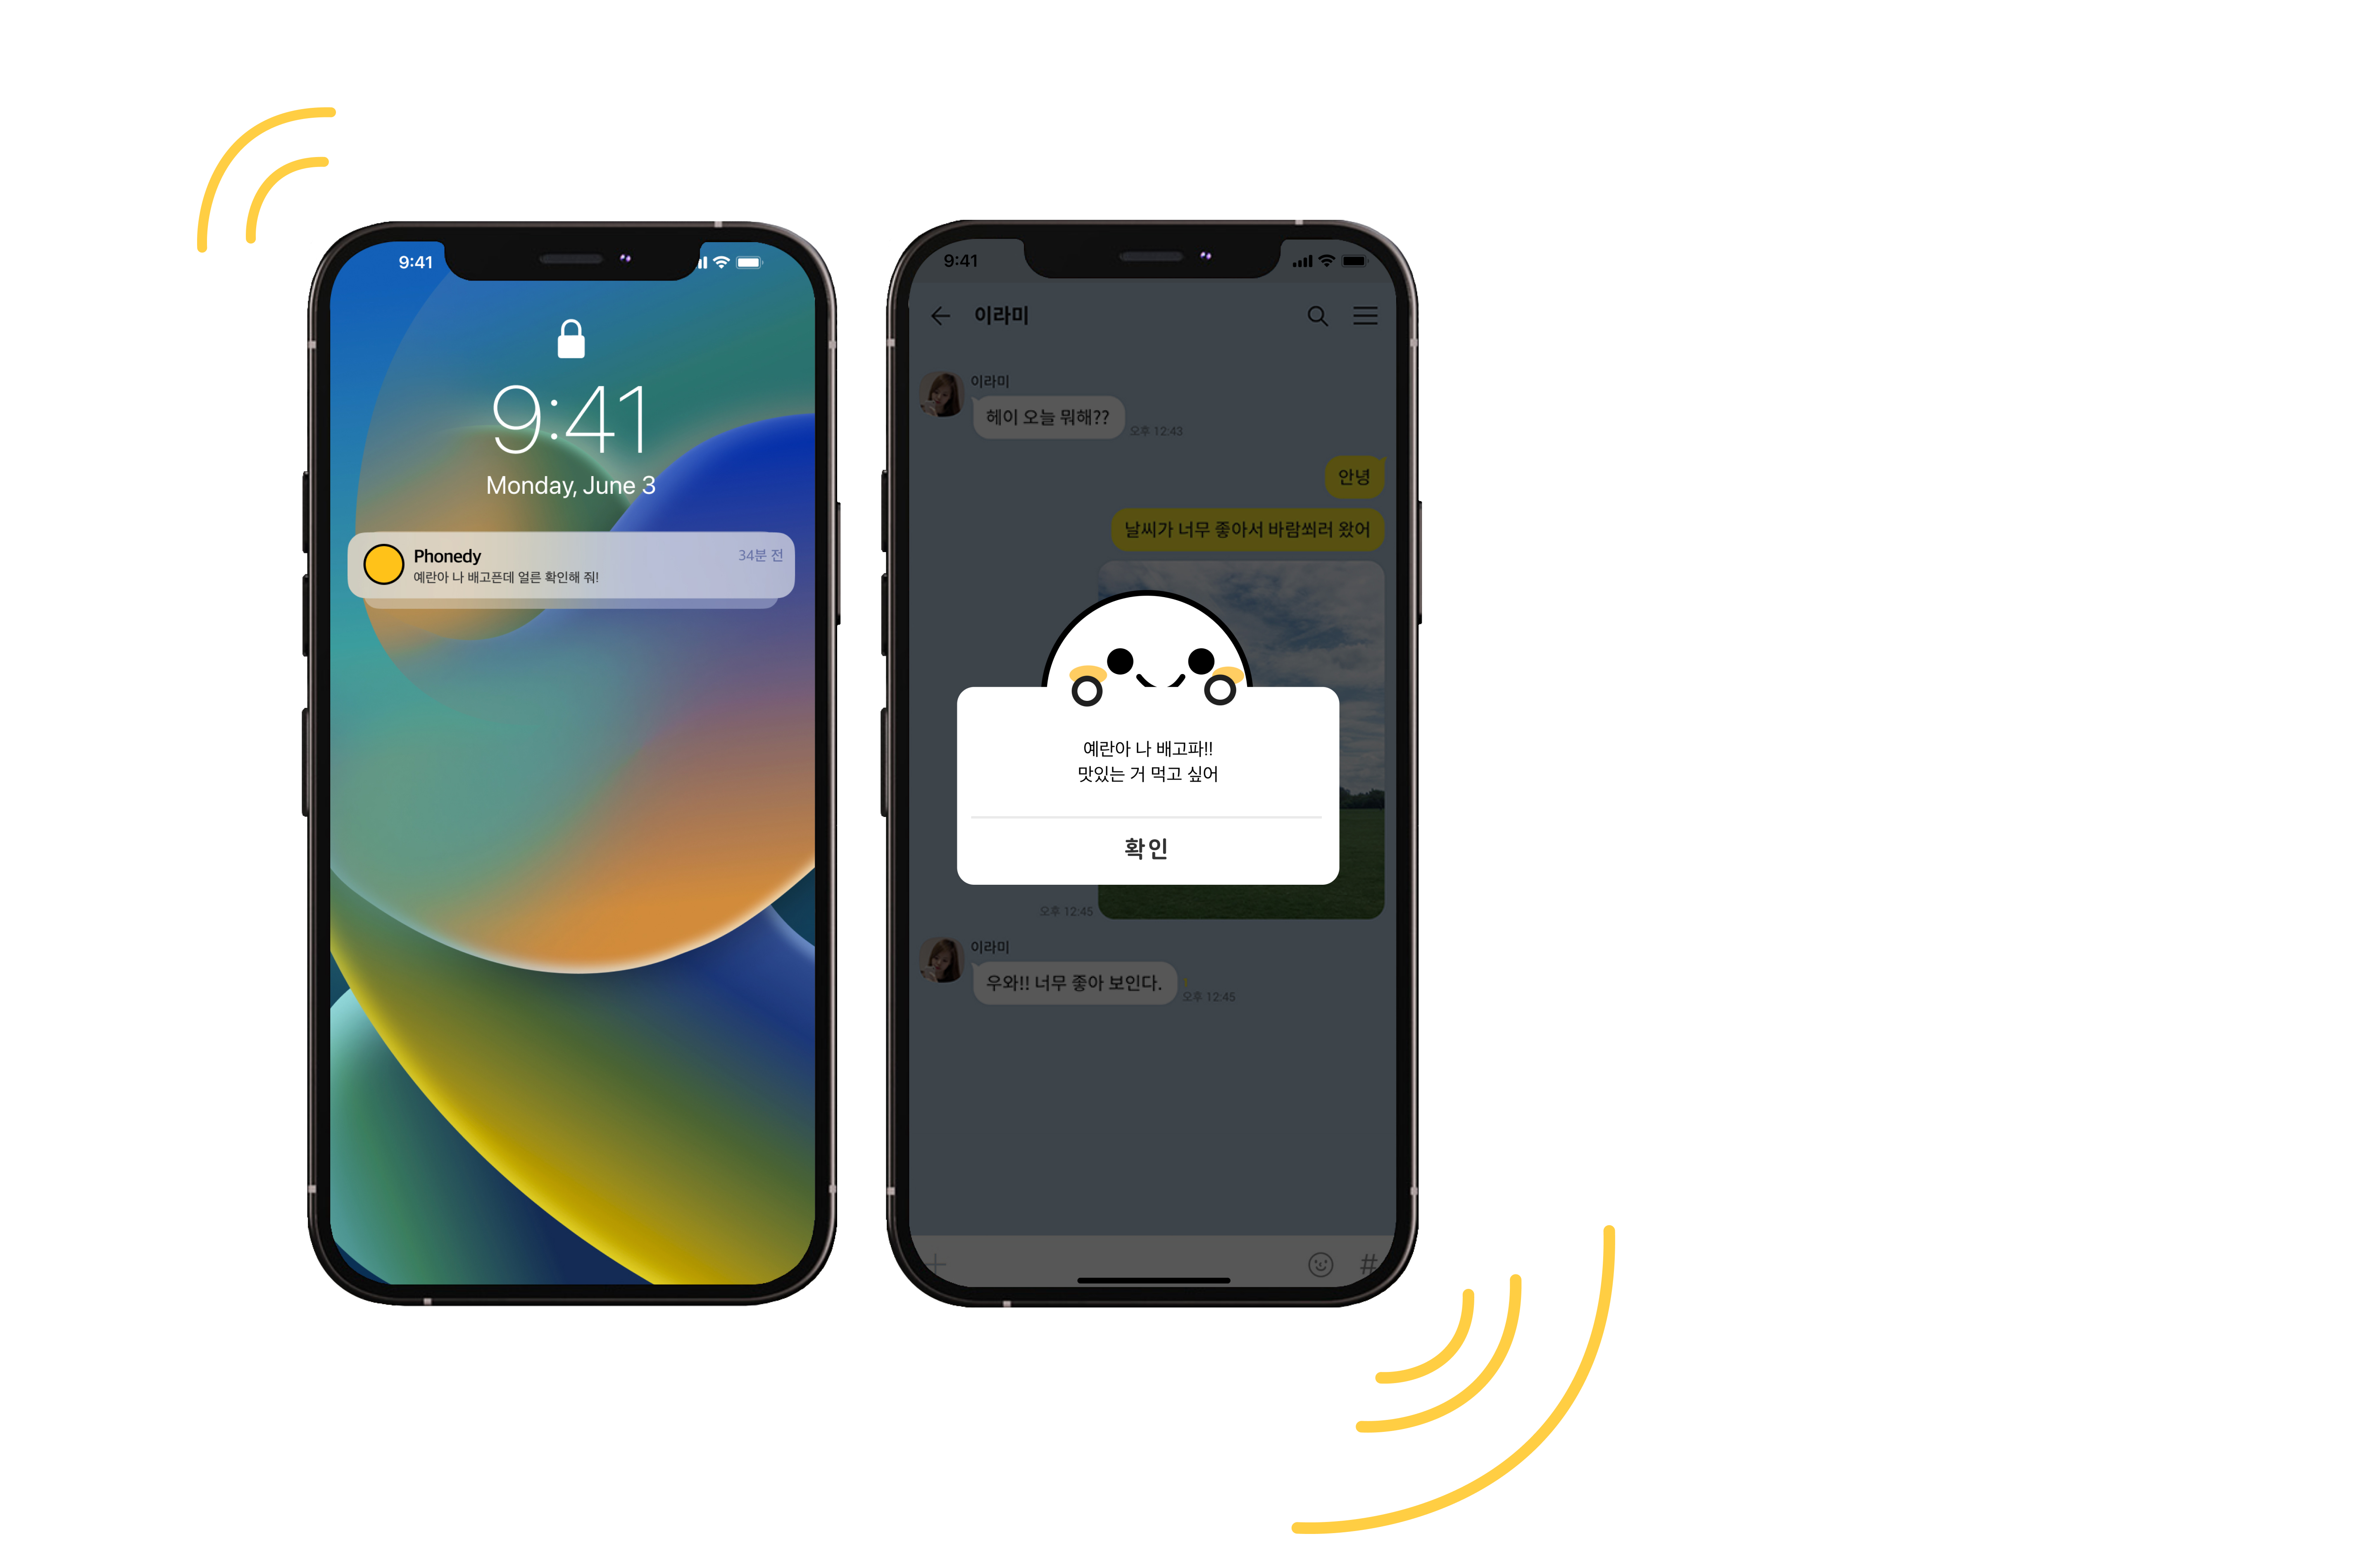 9:41
9:41
Monday, June 3
Phonedy
34분 전
예란아 나 배고픈데 얼른 확인해 줘!
9:41
이라미
이라미
헤이 오늘 뭐해??
오후 12:43
안녕
날씨가 너무 좋아서 바람쐬러 왔어
예란아 나 배고파!!
맛있는 거 먹고 싶어
확인
오후 12:45
이라미
우와!! 너무 좋아 보인다.
오후 12:45
#